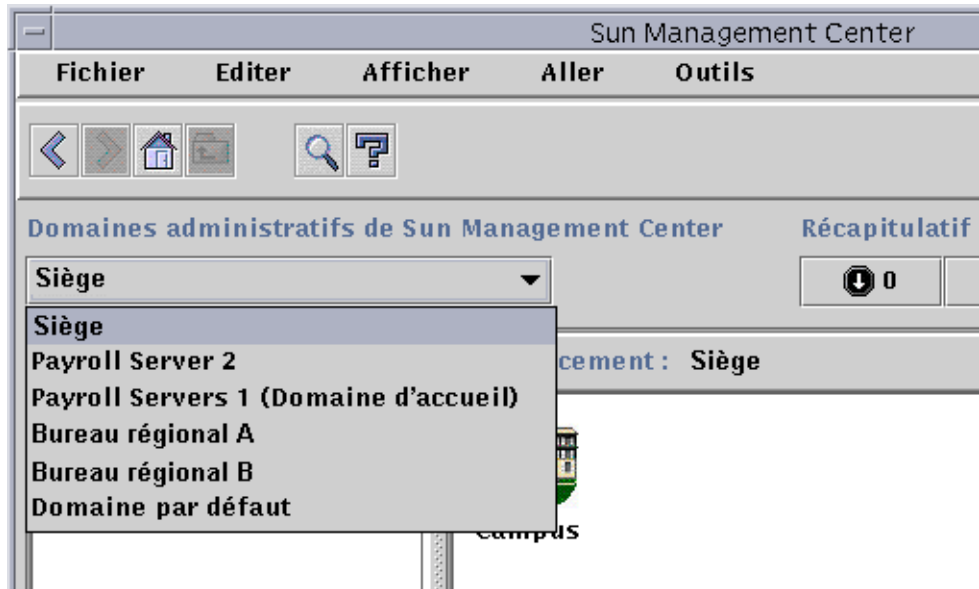 Sun Management Center
Fichier Editer Afficher Aller Outils
Domaines administratifs de Sun Management Center Récapitulatif
Siège 0
Siège
Payroll Server 2
cement : Siège
Payroll Servers 1 (Domaine d'accueil)
Bureau régional A
Bureau régional B
Domaine par défaut
Campus